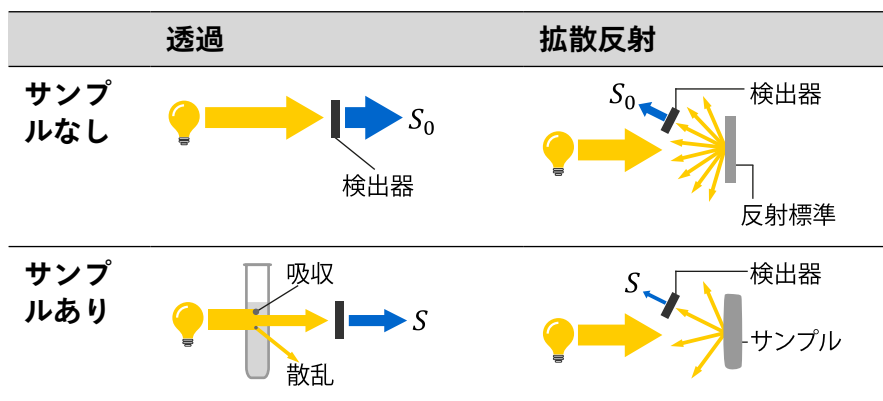 透過
拡散反射
サンプ
ルなし
S₀
検出器
S₀
検出器
反射標準
サンプ
ルあり
吸収
S
散乱
S
検出器
サンプル